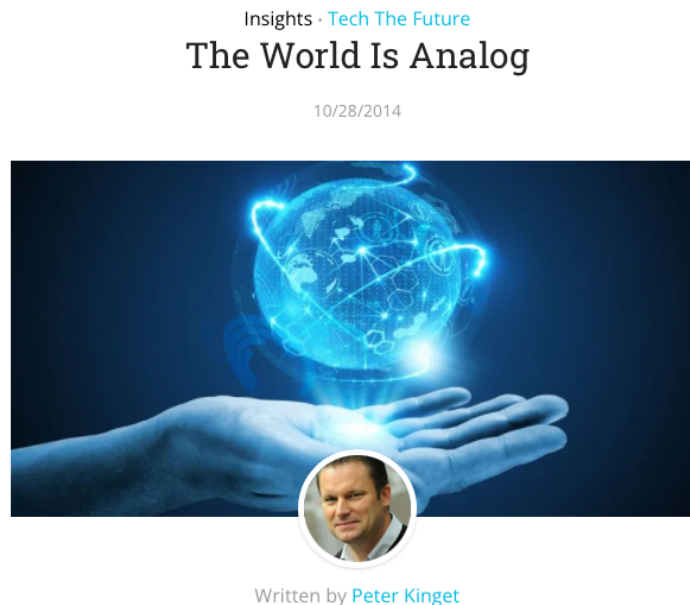 Insights · Tech The Future
The World Is Analog
10/28/2014
Written by Peter Kinget